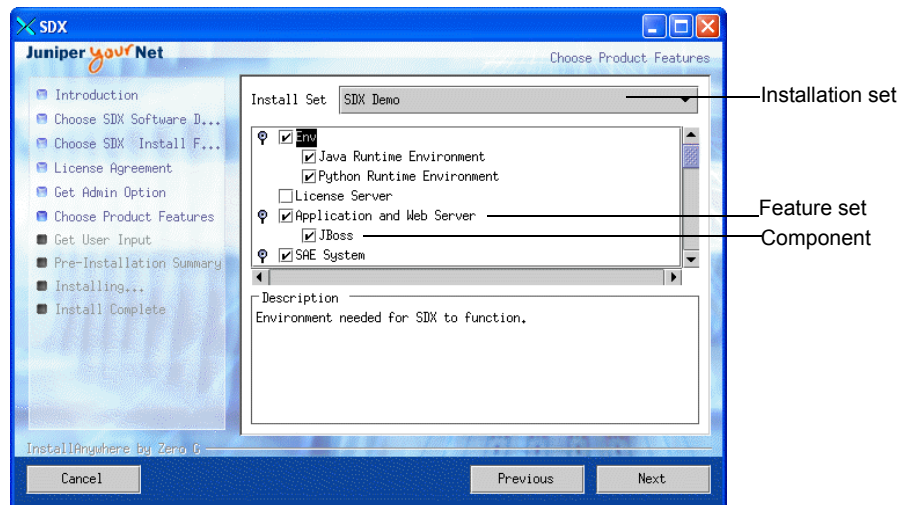 SDX
Juniper your Net
Choose Product Features
Introduction
Choose SDX Software D...
Choose SDX Install F...
License Agreement
Get Admin Option
Choose Product Features
Get User Input
Pre-Installation Summary
Installing...
Install Complete
Install Set SDX Demo
Installation set
Env
Java Runtime Environment
Python Runtime Environment
License Server
Application and Web Server
Feature set
JBoss
Component
SAE System
Description
Environment needed for SDX to function.
InstallAnywhere by Zero G
Cancel
Previous
Next